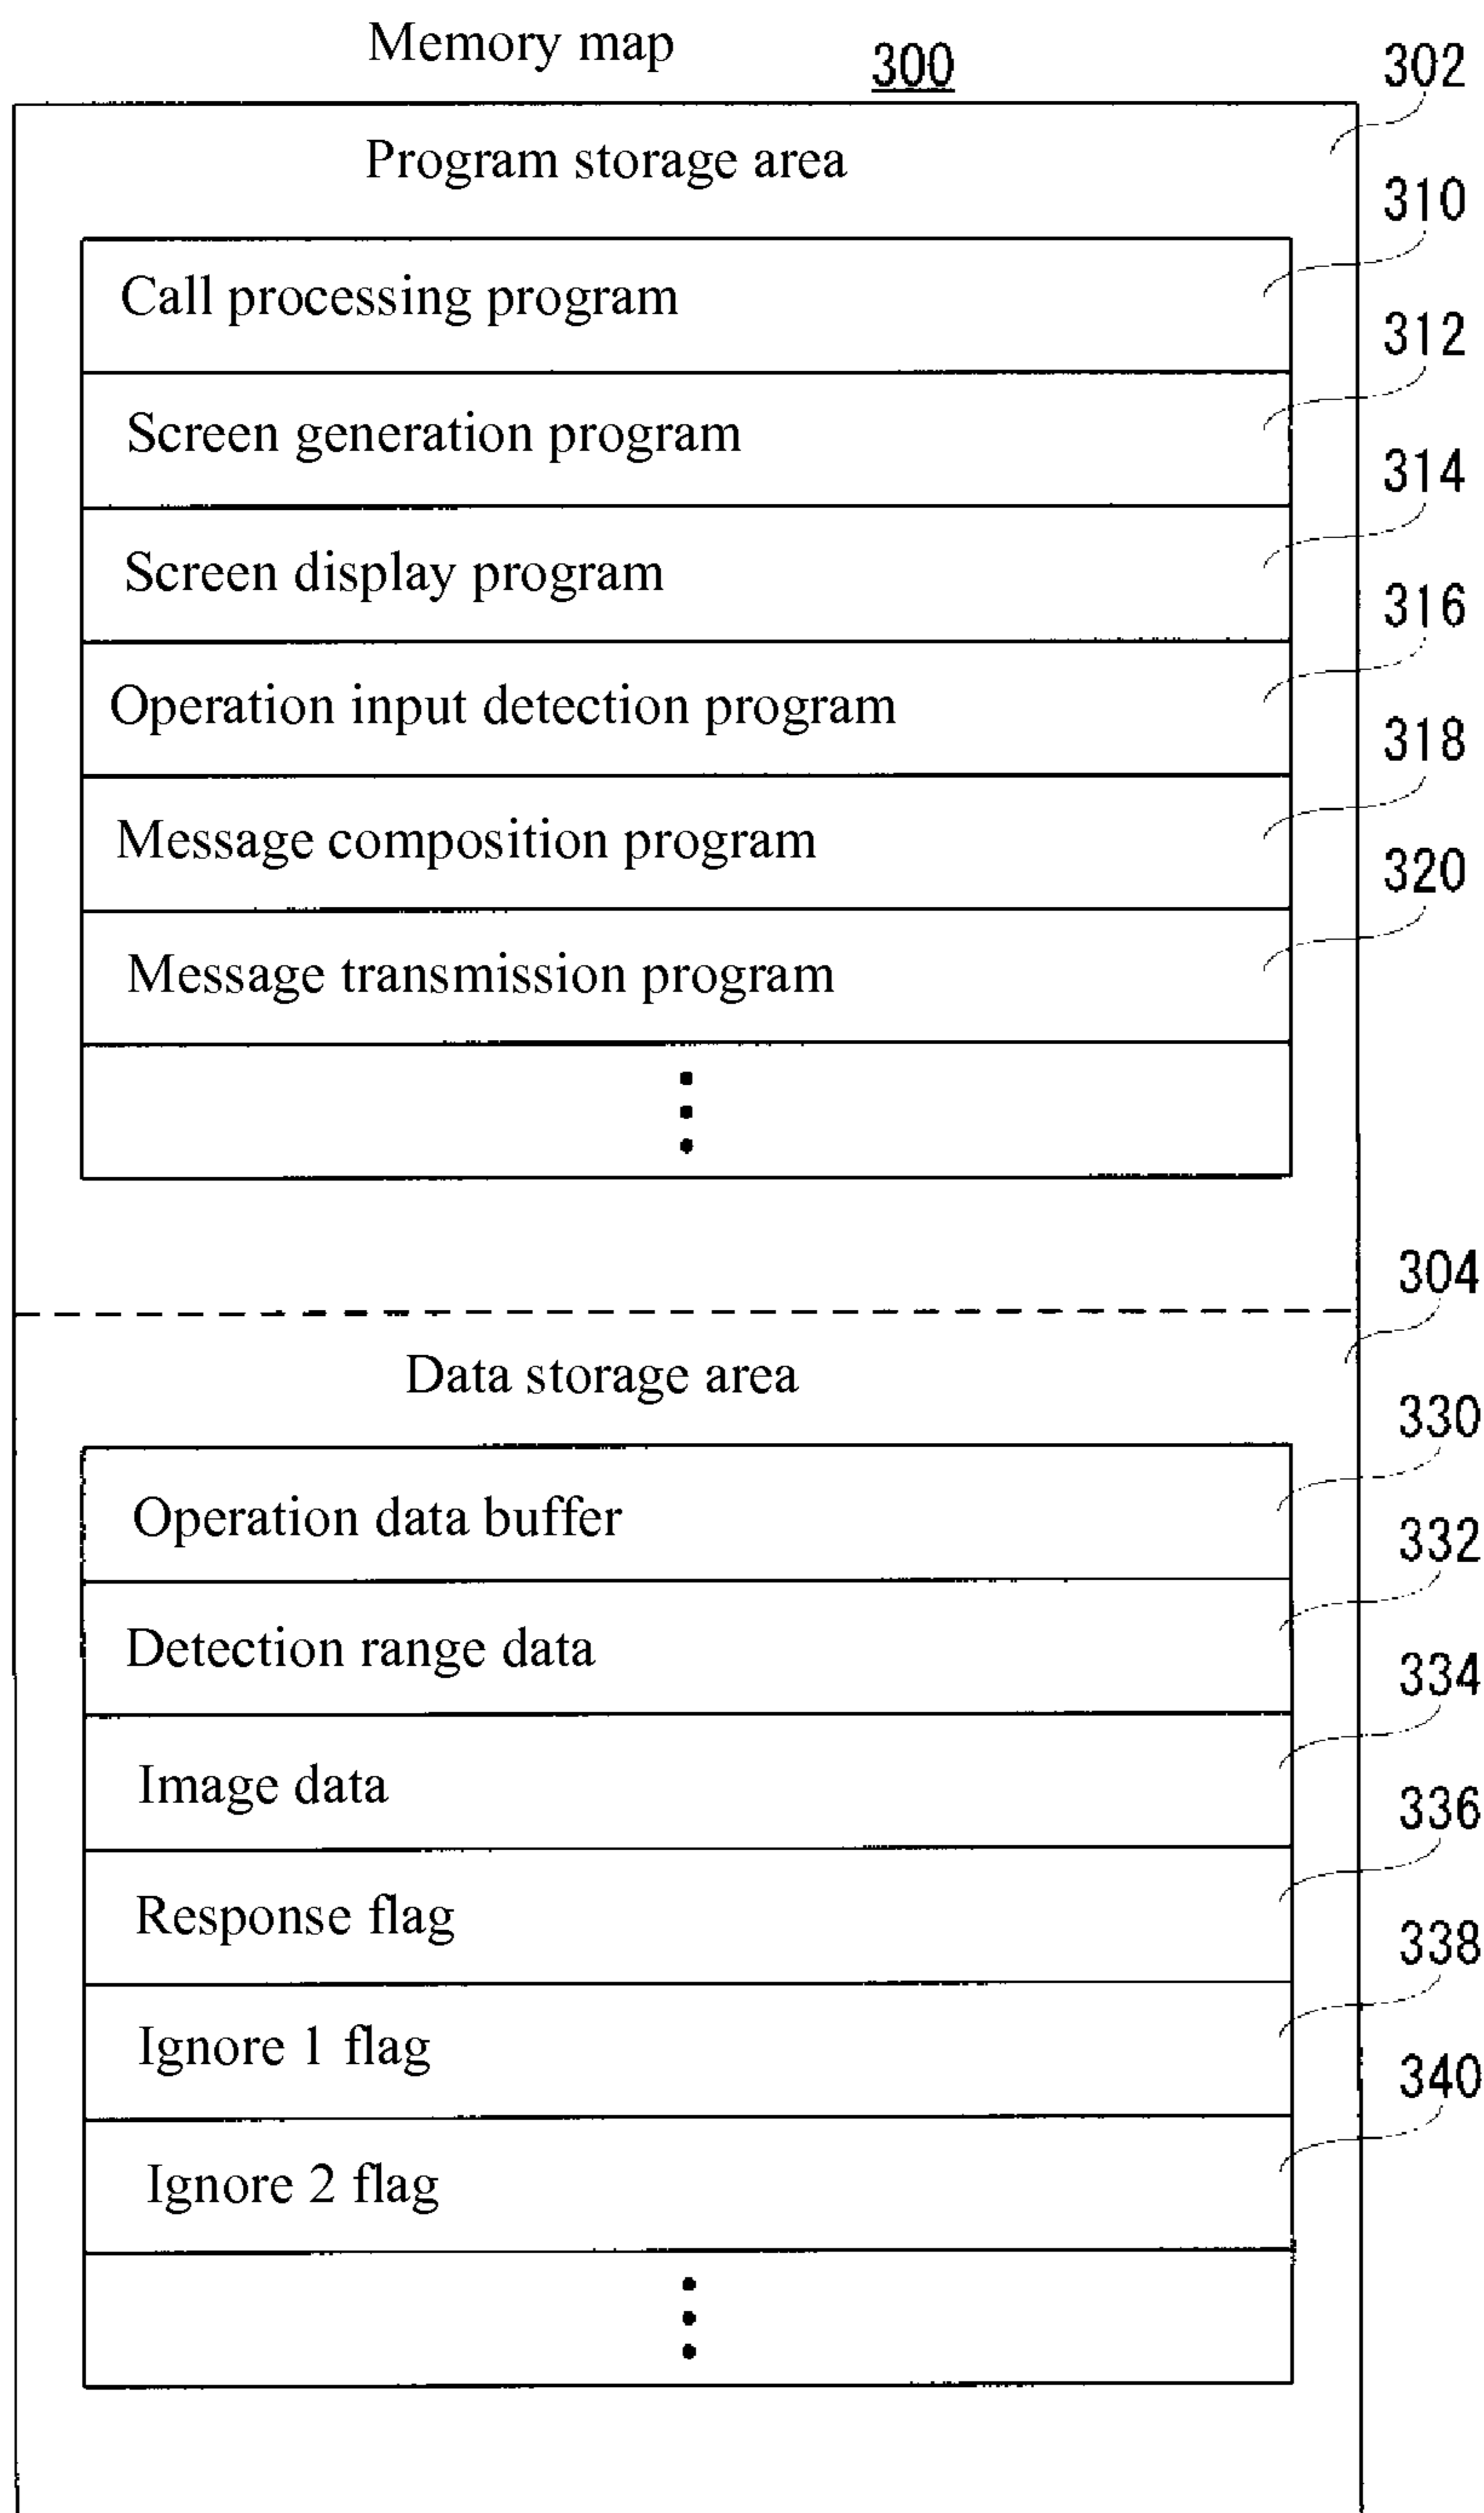 Memory map 300
302
Program storage area
310
Call processing program
312
Screen generation program
314
Screen display program
316
Operation input detection program
318
Message composition program
320
Message transmission program
304
Data storage area
330
Operation data buffer
332
Detection range data
334
Image data
336
Response flag
338
Ignore 1 flag
340
Ignore 2 flag